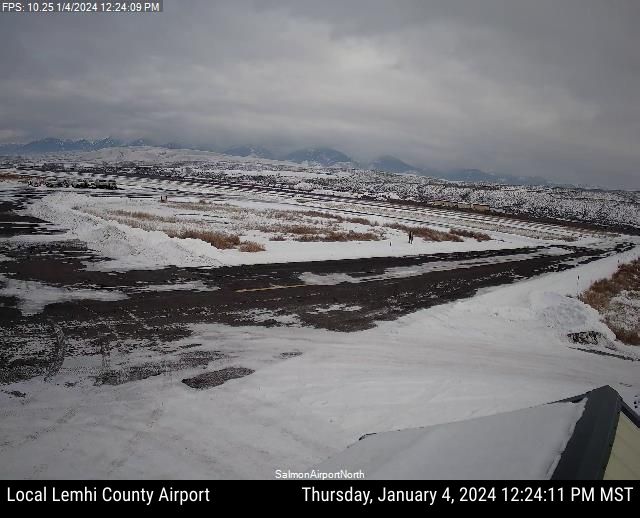 FPS: 10.25 1/4/2024 12:24:09 PM
SalmonAirportNorth
Local Lemhi County Airport Thursday, January 4, 2024 12:24:11 PM MST